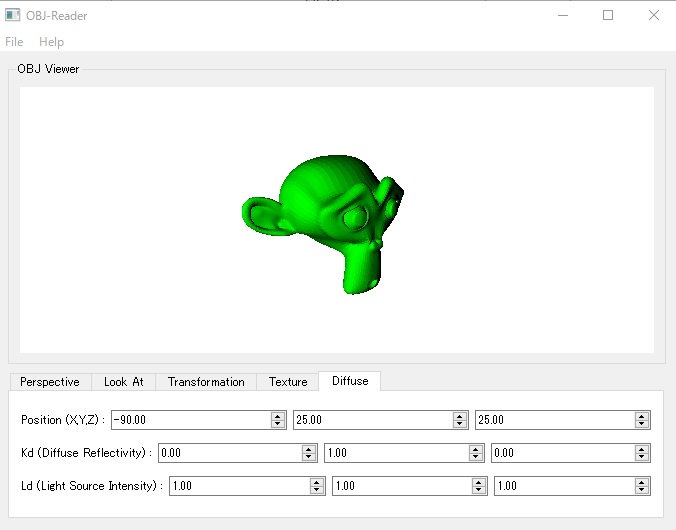 OBJ-Reader
File Help
OBJ Viewer
Perspective Look At Transformation Texture Diffuse
Position (X,Y,Z) : -90.00 25.00 25.00
Kd (Diffuse Reflectivity) : 0.00 1.00 0.00
Ld (Light Source Intensity) : 1.00 1.00 1.00